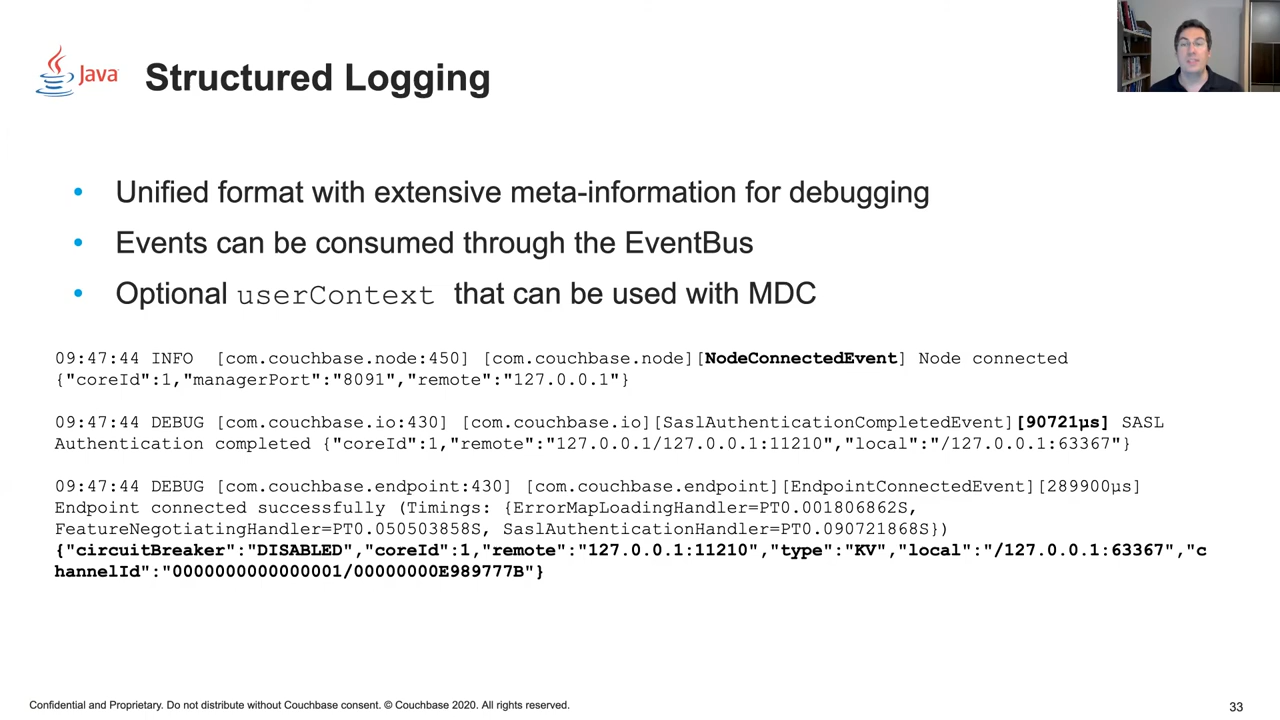 Java
Structured Logging
• Unified format with extensive meta-information for debugging
• Events can be consumed through the EventBus
• Optional userContext that can be used with MDC
09:47:44 INFO  [com.couchbase.node:450] [com.couchbase.node][NodeConnectedEvent] Node connected
{"coreId":1,"managerPort":"8091","remote":"127.0.0.1"}
09:47:44 DEBUG [com.couchbase.io:430] [com.couchbase.io][SaslAuthenticationCompletedEvent][90721µs] SASL
Authentication completed {"coreId":1,"remote":"127.0.0.1/127.0.0.1:11210","local":"/127.0.0.1:63367"}
09:47:44 DEBUG [com.couchbase.endpoint:430] [com.couchbase.endpoint][EndpointConnectedEvent][289900µs]
Endpoint connected successfully (Timings: {ErrorMapLoadingHandler=PT0.001806862S,
FeatureNegotiatingHandler=PT0.050503858S, SaslAuthenticationHandler=PT0.090721868S})
{"circuitBreaker":"DISABLED","coreId":1,"remote":"127.0.0.1:11210","type":"KV","local":"/127.0.0.1:63367","c
hannelId":"0000000000000001/00000000E989777B"}
Confidential and Proprietary. Do not distribute without Couchbase consent. © Couchbase 2020. All rights reserved.
33